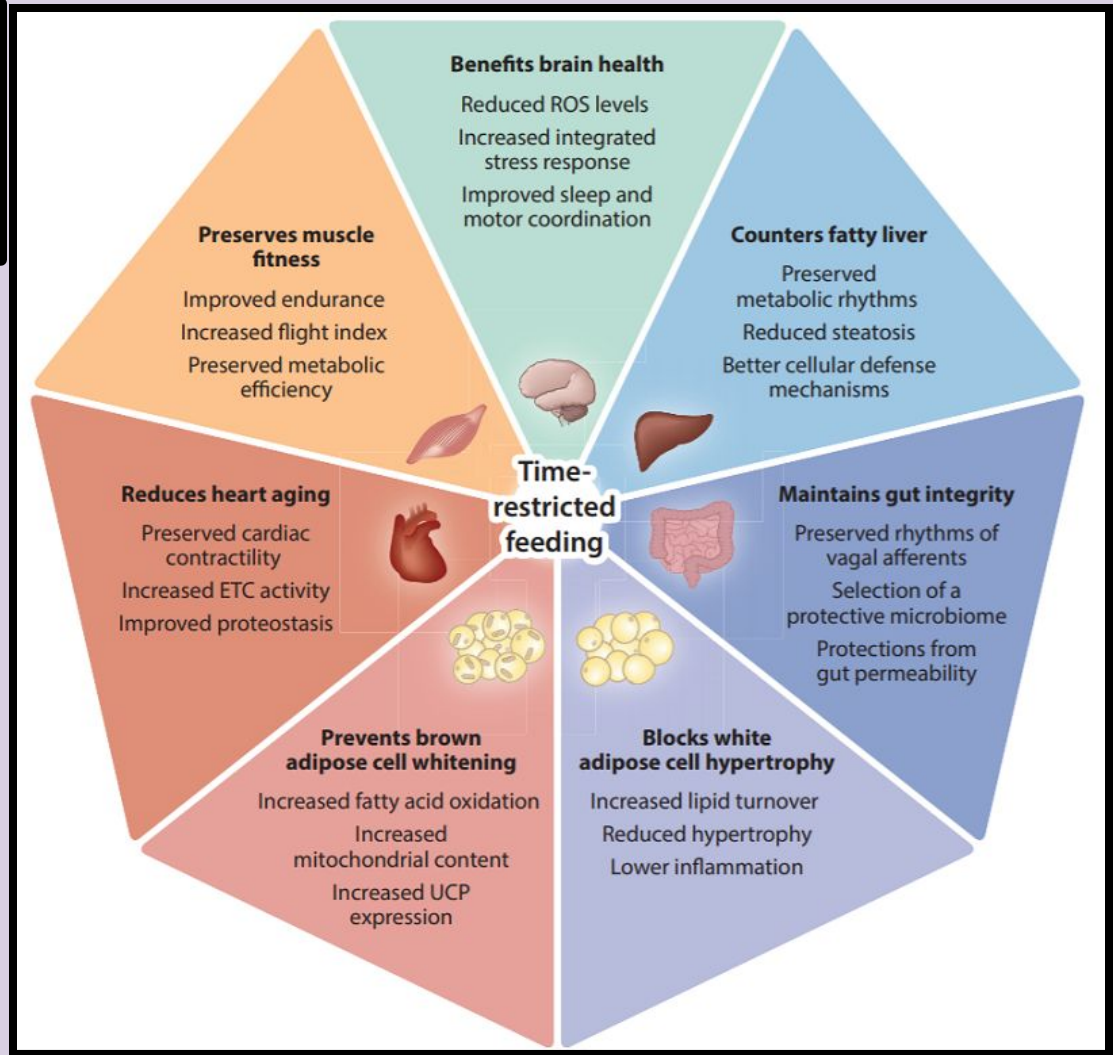 Benefits brain health
Reduced ROS levels
Increased integrated
stress response
Improved sleep and
motor coordination
Counters fatty liver
Preserved
metabolic rhythms
Reduced steatosis
Better cellular defense
mechanisms
Maintains gut integrity
Preserved rhythms of
vagal afferents
Selection of a
protective microbiome
Protections from
gut permeability
Blocks white
adipose cell hypertrophy
Increased lipid turnover
Reduced hypertrophy
Lower inflammation
Prevents brown
adipose cell whitening
Increased fatty acid oxidation
Increased
mitochondrial content
Increased UCP
expression
Reduces heart aging
Preserved cardiac
contractility
Increased ETC activity
Improved proteostasis
Preserves muscle
fitness
Improved endurance
Increased flight index
Preserved metabolic
efficiency
Time-
restricted
feeding